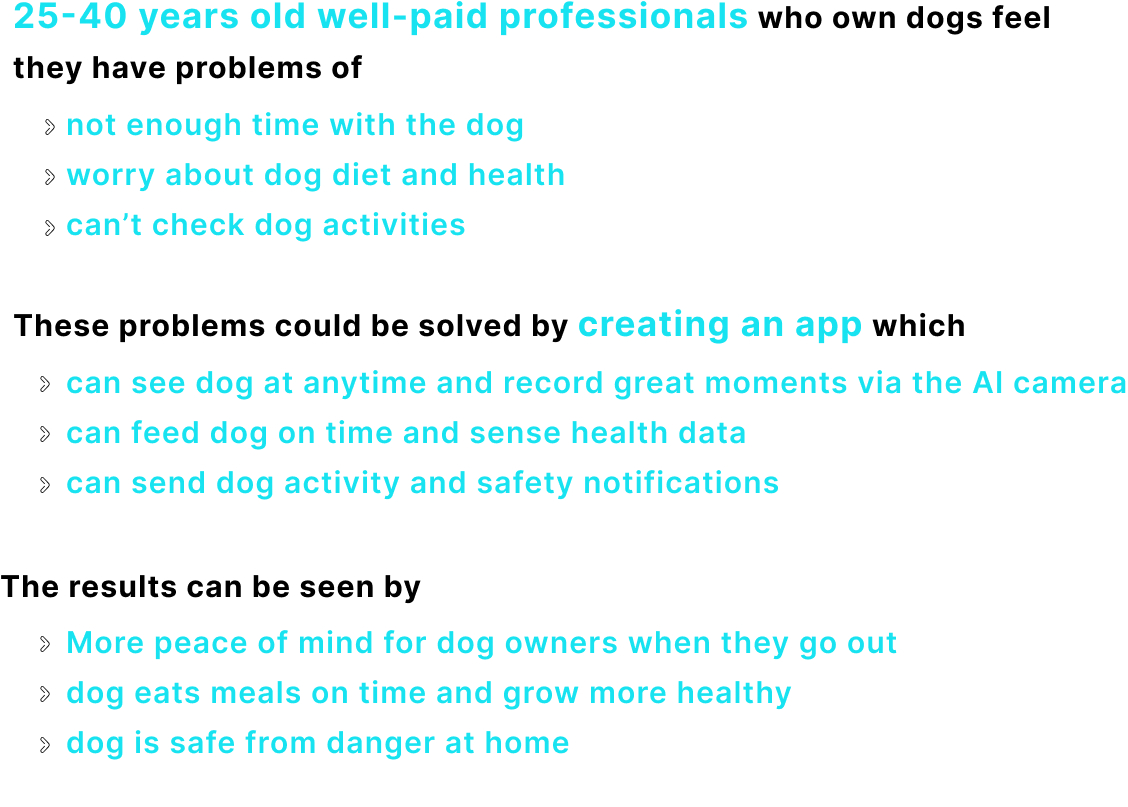 25-40 years old well-paid professionals who own dogs feel
they have problems of
not enough time with the dog
worry about dog diet and health
can’t check dog activities
These problems could be solved by creating an app which
can see dog at anytime and record great moments via the AI camera
can feed dog on time and sense health data
can send dog activity and safety notifications
The results can be seen by
More peace of mind for dog owners when they go out
dog eats meals on time and grow more healthy
dog is safe from danger at home